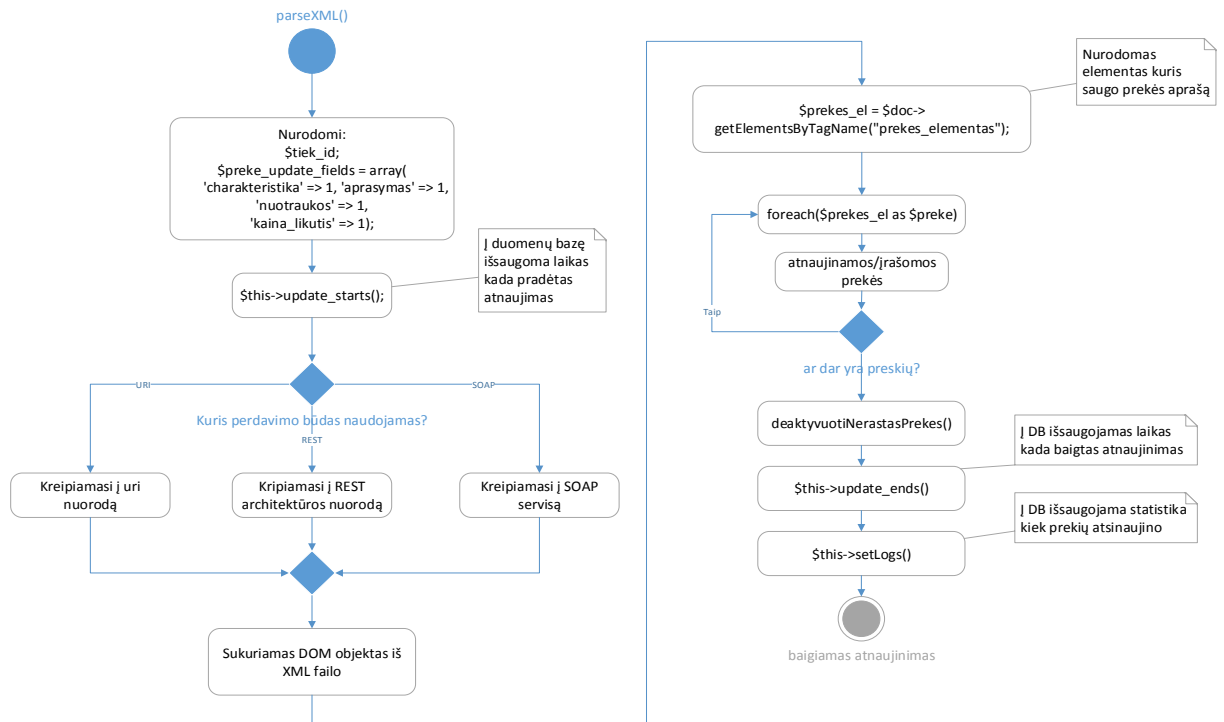 parseXML()
Nurodomi:
$tiek_id;
$preke_update_fields = array(
'charakteristika' => 1, 'aprasymas' => 1,
'nuotraukos' => 1,
'kaina_likutis' => 1);
Į duomenų bazę
išsaugoma laikas
kada pradėtas
atnaujimas
$this->update_starts();
URI
SOAP
Kuris perdavimo būdas naudojamas?
REST
Kreipiamasi į uri
nuorodą
Kripiamasi į REST
architektūros nuorodą
Kreipiamasi į SOAP
servisą
Sukuriamas DOM objektas iš
XML failo
Nurodomas
elementas kuris
saugo prekės aprašą
$prekes_el = $doc->
getElementsByTagName("prekes_elementas");
foreach($prekes_el as $preke)
atnaujinamos/įrašomos
prekės
Taip
ar dar yra preskių?
deaktyvuotiNerastasPrekes()
Į DB išsaugojamas laikas
kada baigtas atnaujinimas
$this->update_ends()
Į DB išsaugojama statistika
kiek prekių atsinaujino
$this->setLogs()
baigiamas atnaujinimas